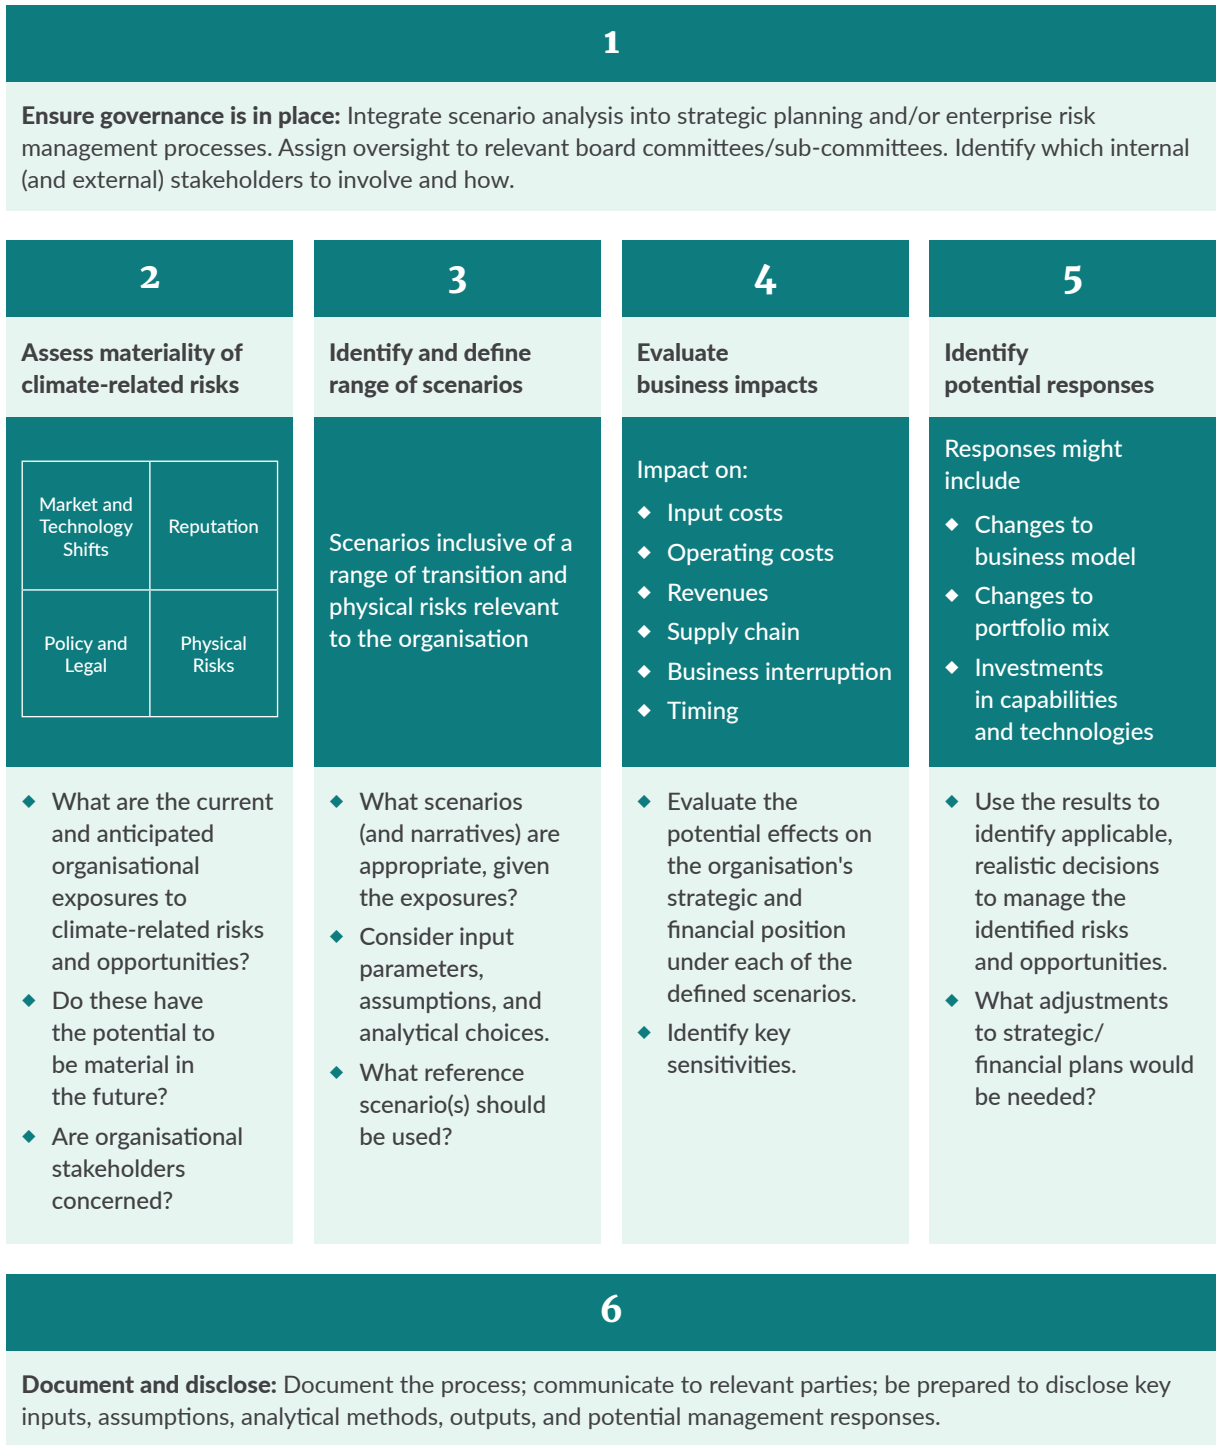 1
Ensure governance is in place: Integrate scenario analysis into strategic planning and/or enterprise risk
management processes. Assign oversight to relevant board committees/sub-committees. Identify which internal
(and external) stakeholders to involve and how.
2
Assess materiality of
climate-related risks
Market and
Technology
Shifts
Reputation
Policy and
Legal
Physical
Risks
◆ What are the current
and anticipated
organisational
exposures to
climate-related risks
and opportunities?
◆ Do these have
the potential to
be material in
the future?
◆ Are organisational
stakeholders
concerned?
3
Identify and define
range of scenarios
Scenarios inclusive of a
range of transition and
physical risks relevant
to the organisation
◆ What scenarios
(and narratives) are
appropriate, given
the exposures?
◆ Consider input
parameters,
assumptions, and
analytical choices.
◆ What reference
scenario(s) should
be used?
4
Evaluate
business impacts
Impact on:
◆ Input costs
◆ Operating costs
◆ Revenues
◆ Supply chain
◆ Business interruption
◆ Timing
◆ Evaluate the
potential effects on
the organisation's
strategic and
financial position
under each of the
defined scenarios.
◆ Identify key
sensitivities.
5
Identify
potential responses
Responses might
include
◆ Changes to
business model
◆ Changes to
portfolio mix
◆ Investments
in capabilities
and technologies
◆ Use the results to
identify applicable,
realistic decisions
to manage the
identified risks
and opportunities.
◆ What adjustments
to strategic/
financial plans would
be needed?
6
Document and disclose: Document the process; communicate to relevant parties; be prepared to disclose key
inputs, assumptions, analytical methods, outputs, and potential management responses.